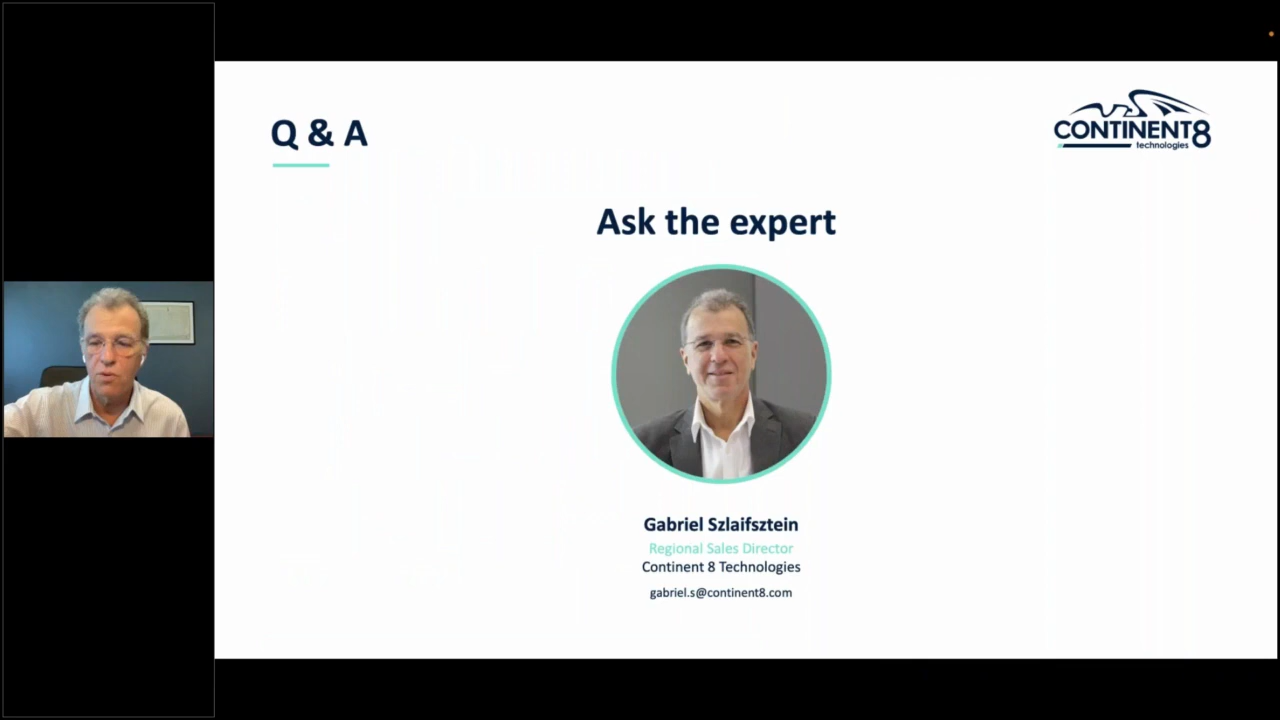 Q & A
CONTINENT8
technologies
Ask the expert
Gabriel Szlaifsztein
Regional Sales Director
Continent 8 Technologies
gabriel.s@continent8.com